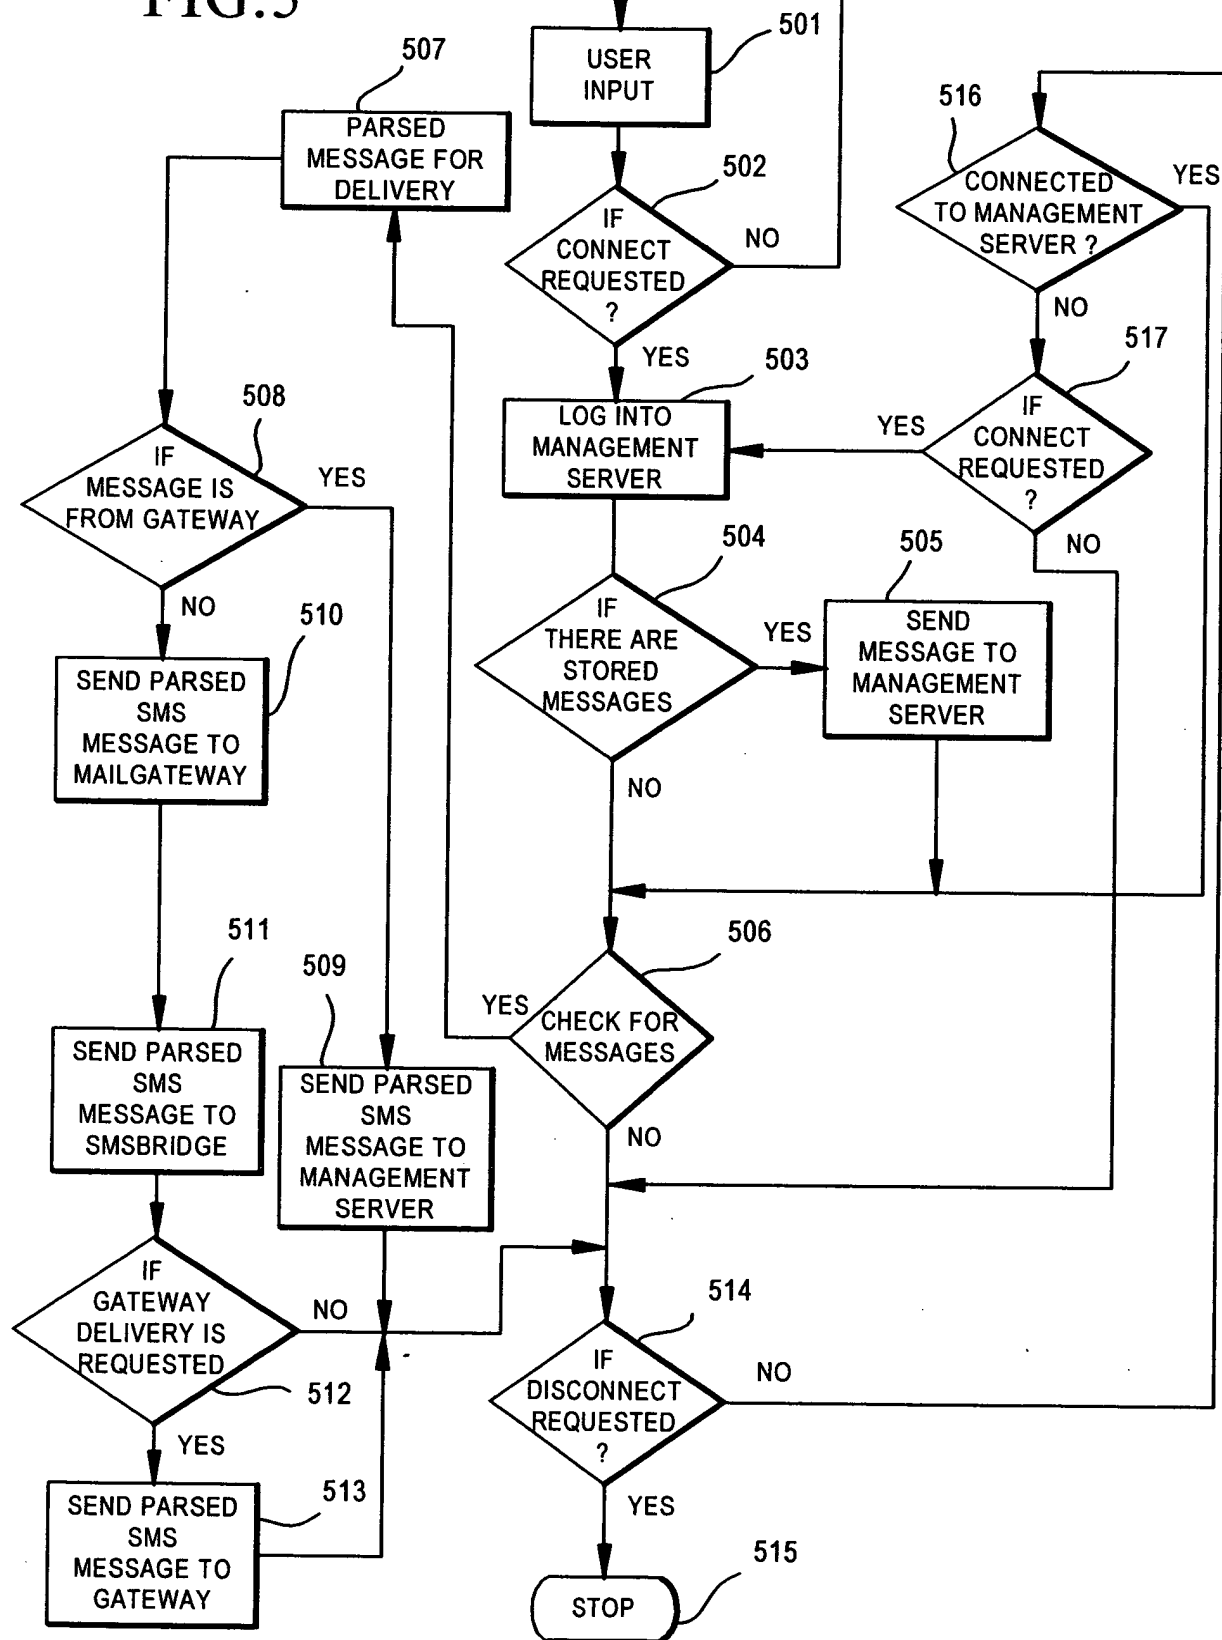 FIG.5
501
USER
INPUT
502
IF
CONNECT
REQUESTED
?
NO
YES
503
LOG INTO
MANAGEMENT
SERVER
504
IF
THERE ARE
STORED
MESSAGES
YES
NO
505
SEND
MESSAGE TO
MANAGEMENT
SERVER
506
CHECK FOR
MESSAGES
YES
NO
507
PARSED
MESSAGE FOR
DELIVERY
508
IF
MESSAGE IS
FROM GATEWAY
YES
NO
509
SEND PARSED
SMS
MESSAGE TO
MANAGEMENT
SERVER
510
SEND PARSED
SMS
MESSAGE TO
MAILGATEWAY
511
SEND PARSED
SMS
MESSAGE TO
SMSBRIDGE
IF
GATEWAY
DELIVERY IS
REQUESTED
512
NO
YES
513
SEND PARSED
SMS
MESSAGE TO
GATEWAY
514
IF
DISCONNECT
REQUESTED
?
NO
YES
515
STOP
516
CONNECTED
TO MANAGEMENT
SERVER ?
YES
NO
517
IF
CONNECT
REQUESTED
?
YES
NO